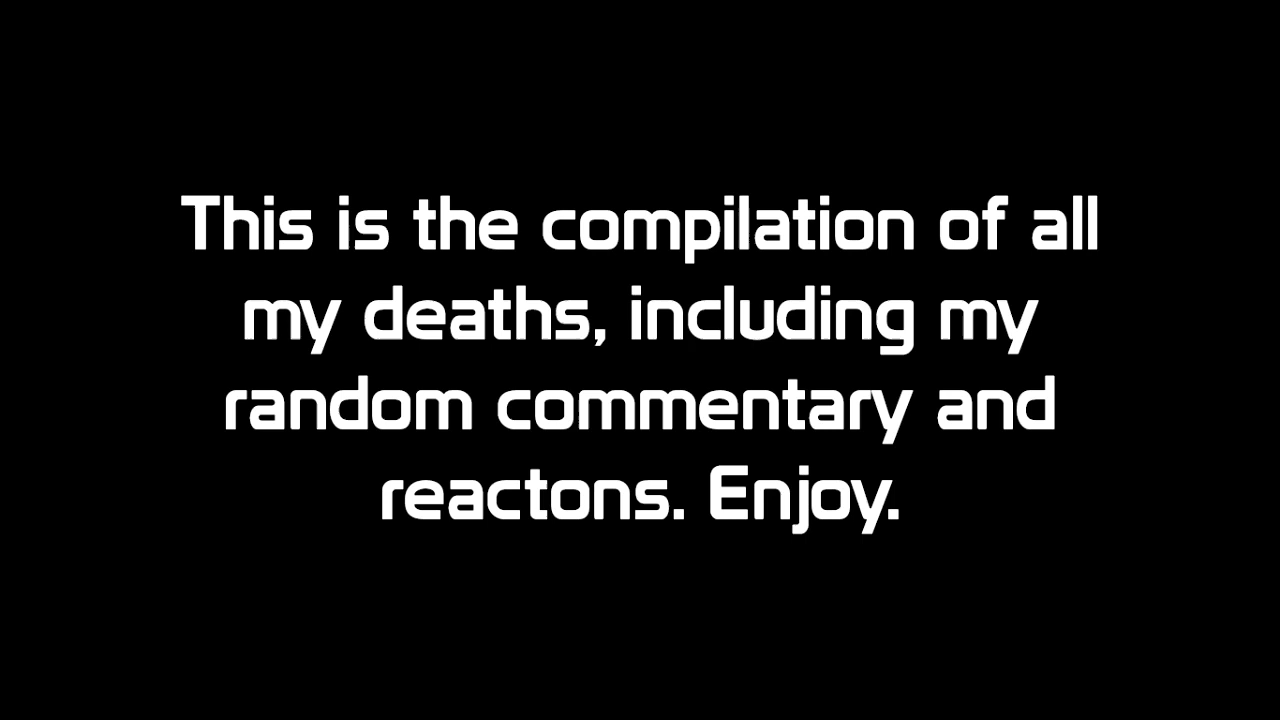 This is the compilation of all
my deaths, including my
random commentary and
reactons. Enjoy.